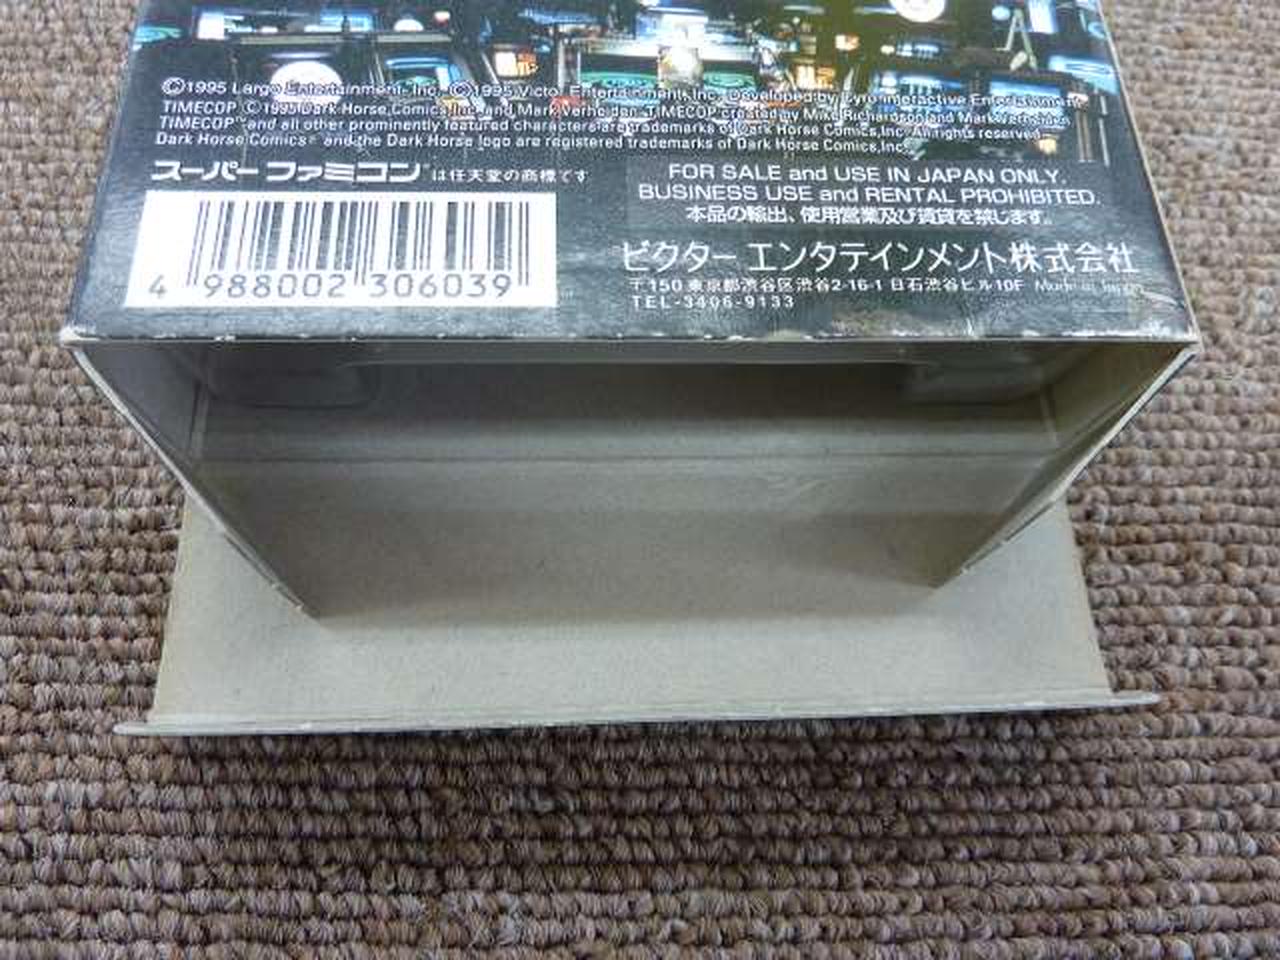 ©1995 Largo Entertainment, Inc. ©1995 Victor Entertainment, Inc. Developed by Cryo Interactive Entertainment.
TIMECOP ©1995 Dark Horse Comics, Inc. and Mark Verheiden. TIMECOP created by Mike Richardson and Mark Verheiden
TIMECOP™ and all other prominently featured characters are trademarks of Dark Horse Comics, Inc. All rights reserved.
Dark Horse Comics® and the Dark Horse logo are registered trademarks of Dark Horse Comics, Inc.
スーパーファミコン®は任天堂の商標です
FOR SALE and USE IN JAPAN ONLY.
BUSINESS USE and RENTAL PROHIBITED.
本品の輸出、使用営業及び賃貸を禁じます。
4 988002 306039
ビクター エンタテインメント株式会社
〒150 東京都渋谷区渋谷2-16-1 日石渋谷ビル10F Made in Japan
TEL-3406-9133